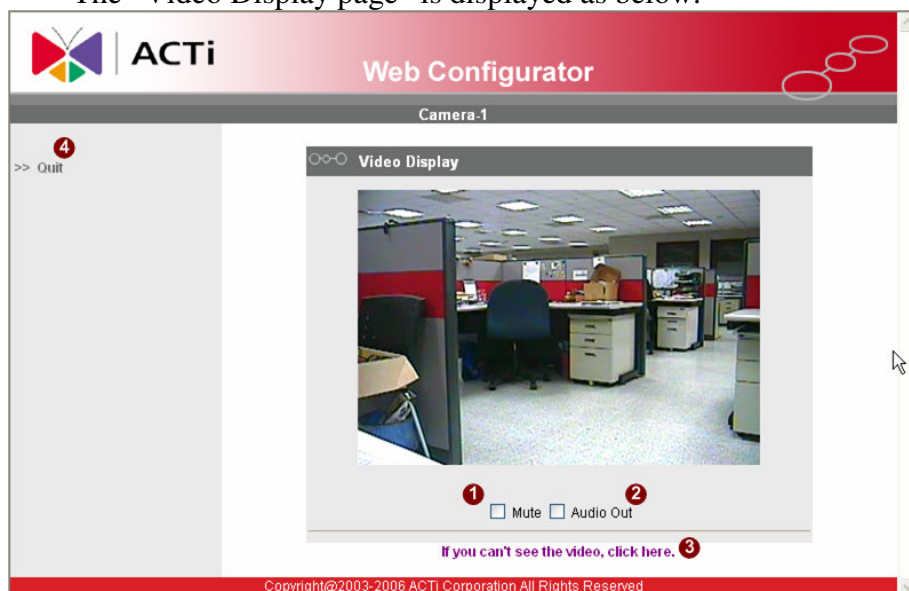 The "Video Display page" is displayed as below:
ACTi
Web Configurator
Camera-1
4
>> Quit
Video Display
1 Mute Audio Out 2
If you can't see the video, click here. 3
Copyright@2003-2006 ACTi Corporation All Rights Reserved